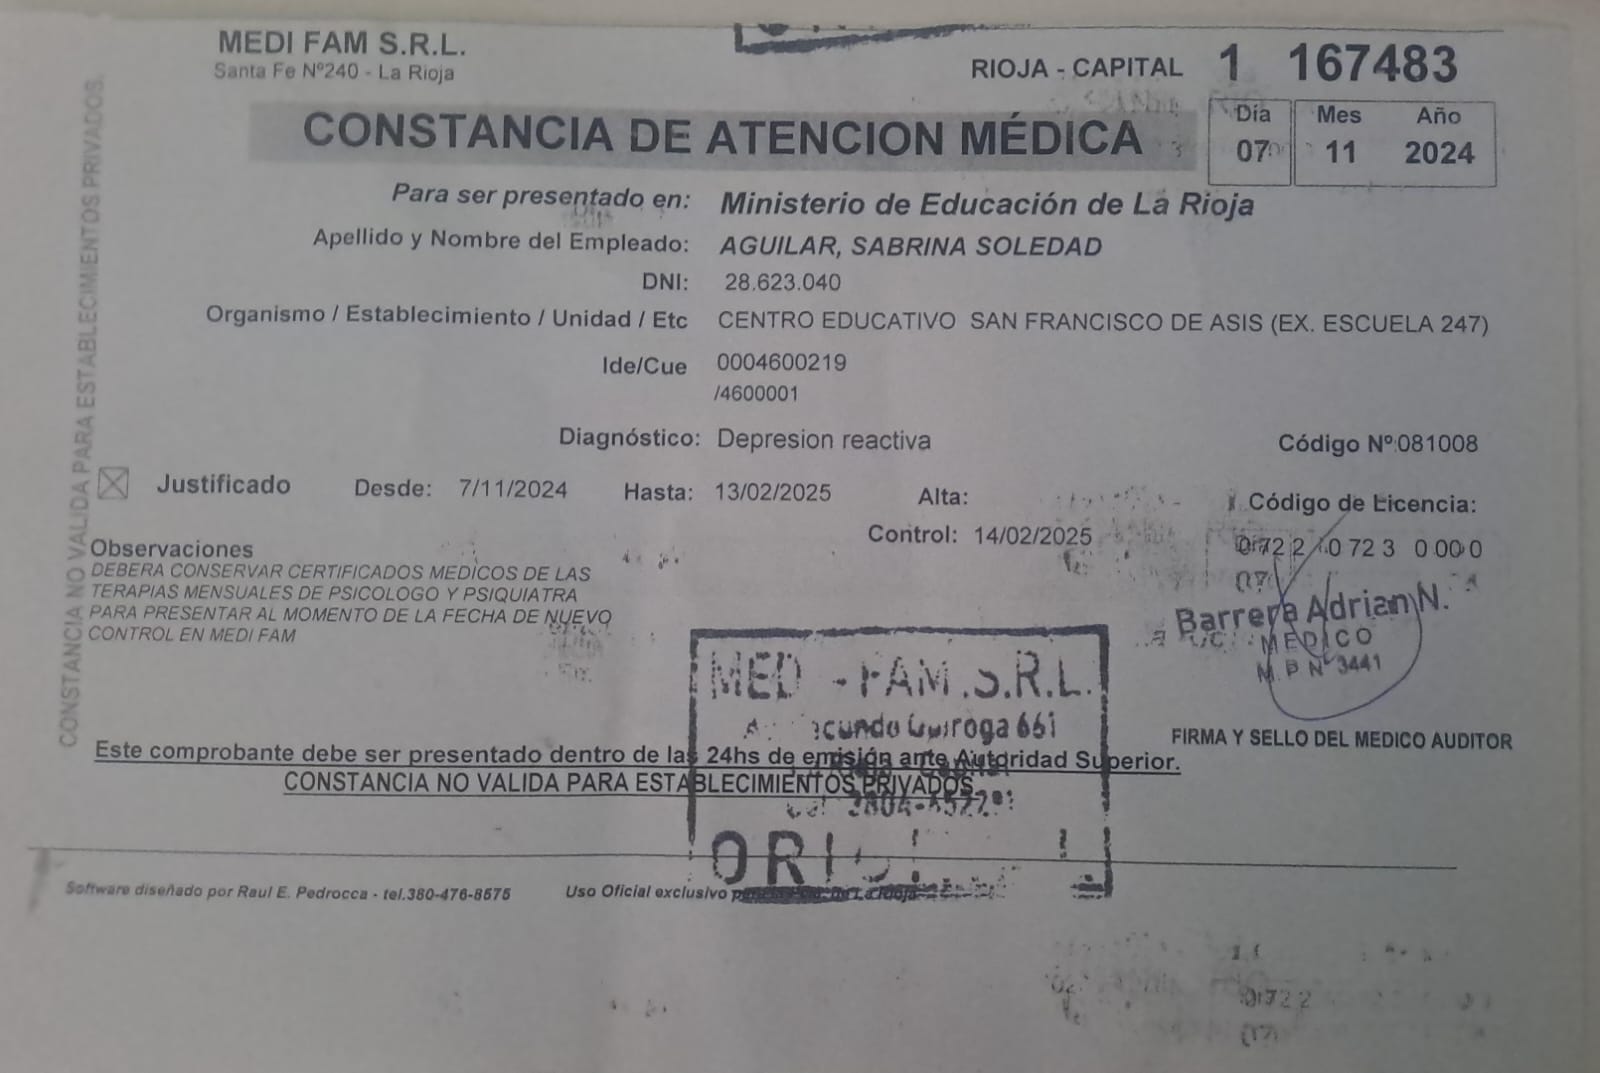 MEDI FAM S.R.L.
Santa Fe Nº240 - La Rioja
RIOJA - CAPITAL 1 167483
CONSTANCIA DE ATENCION MÉDICA
Día Mes Año
07 11 2024
Para ser presentado en: Ministerio de Educación de La Rioja
Apellido y Nombre del Empleado: AGUILAR, SABRINA SOLEDAD
DNI: 28.623.040
Organismo / Establecimiento / Unidad / Etc CENTRO EDUCATIVO SAN FRANCISCO DE ASIS (EX. ESCUELA 247)
Ide/Cue 0004600219
/4600001
Diagnóstico: Depresion reactiva Código Nº:081008
Justificado Desde: 7/11/2024 Hasta: 13/02/2025 Alta: Código de Licencia:
Control: 14/02/2025
Observaciones
DEBERA CONSERVAR CERTIFICADOS MEDICOS DE LAS
TERAPIAS MENSUALES DE PSICOLOGO Y PSIQUIATRA
PARA PRESENTAR AL MOMENTO DE LA FECHA DE NUEVO
CONTROL EN MEDI FAM
Barrera Adrian N.
MEDICO
M.P Nº 3441
FIRMA Y SELLO DEL MEDICO AUDITOR
MED - FAM.S.R.L.
Quiroga 661
Este comprobante debe ser presentado dentro de las 24hs de emisión ante Autoridad Superior.
CONSTANCIA NO VALIDA PARA ESTABLECIMIENTOS PRIVADOS.
Software diseñado por Raul E. Pedrocca - tel.380-476-8575 Uso Oficial exclusivo
CONSTANCIA NO VALIDA PARA ESTABLECIMIENTOS PRIVADOS.